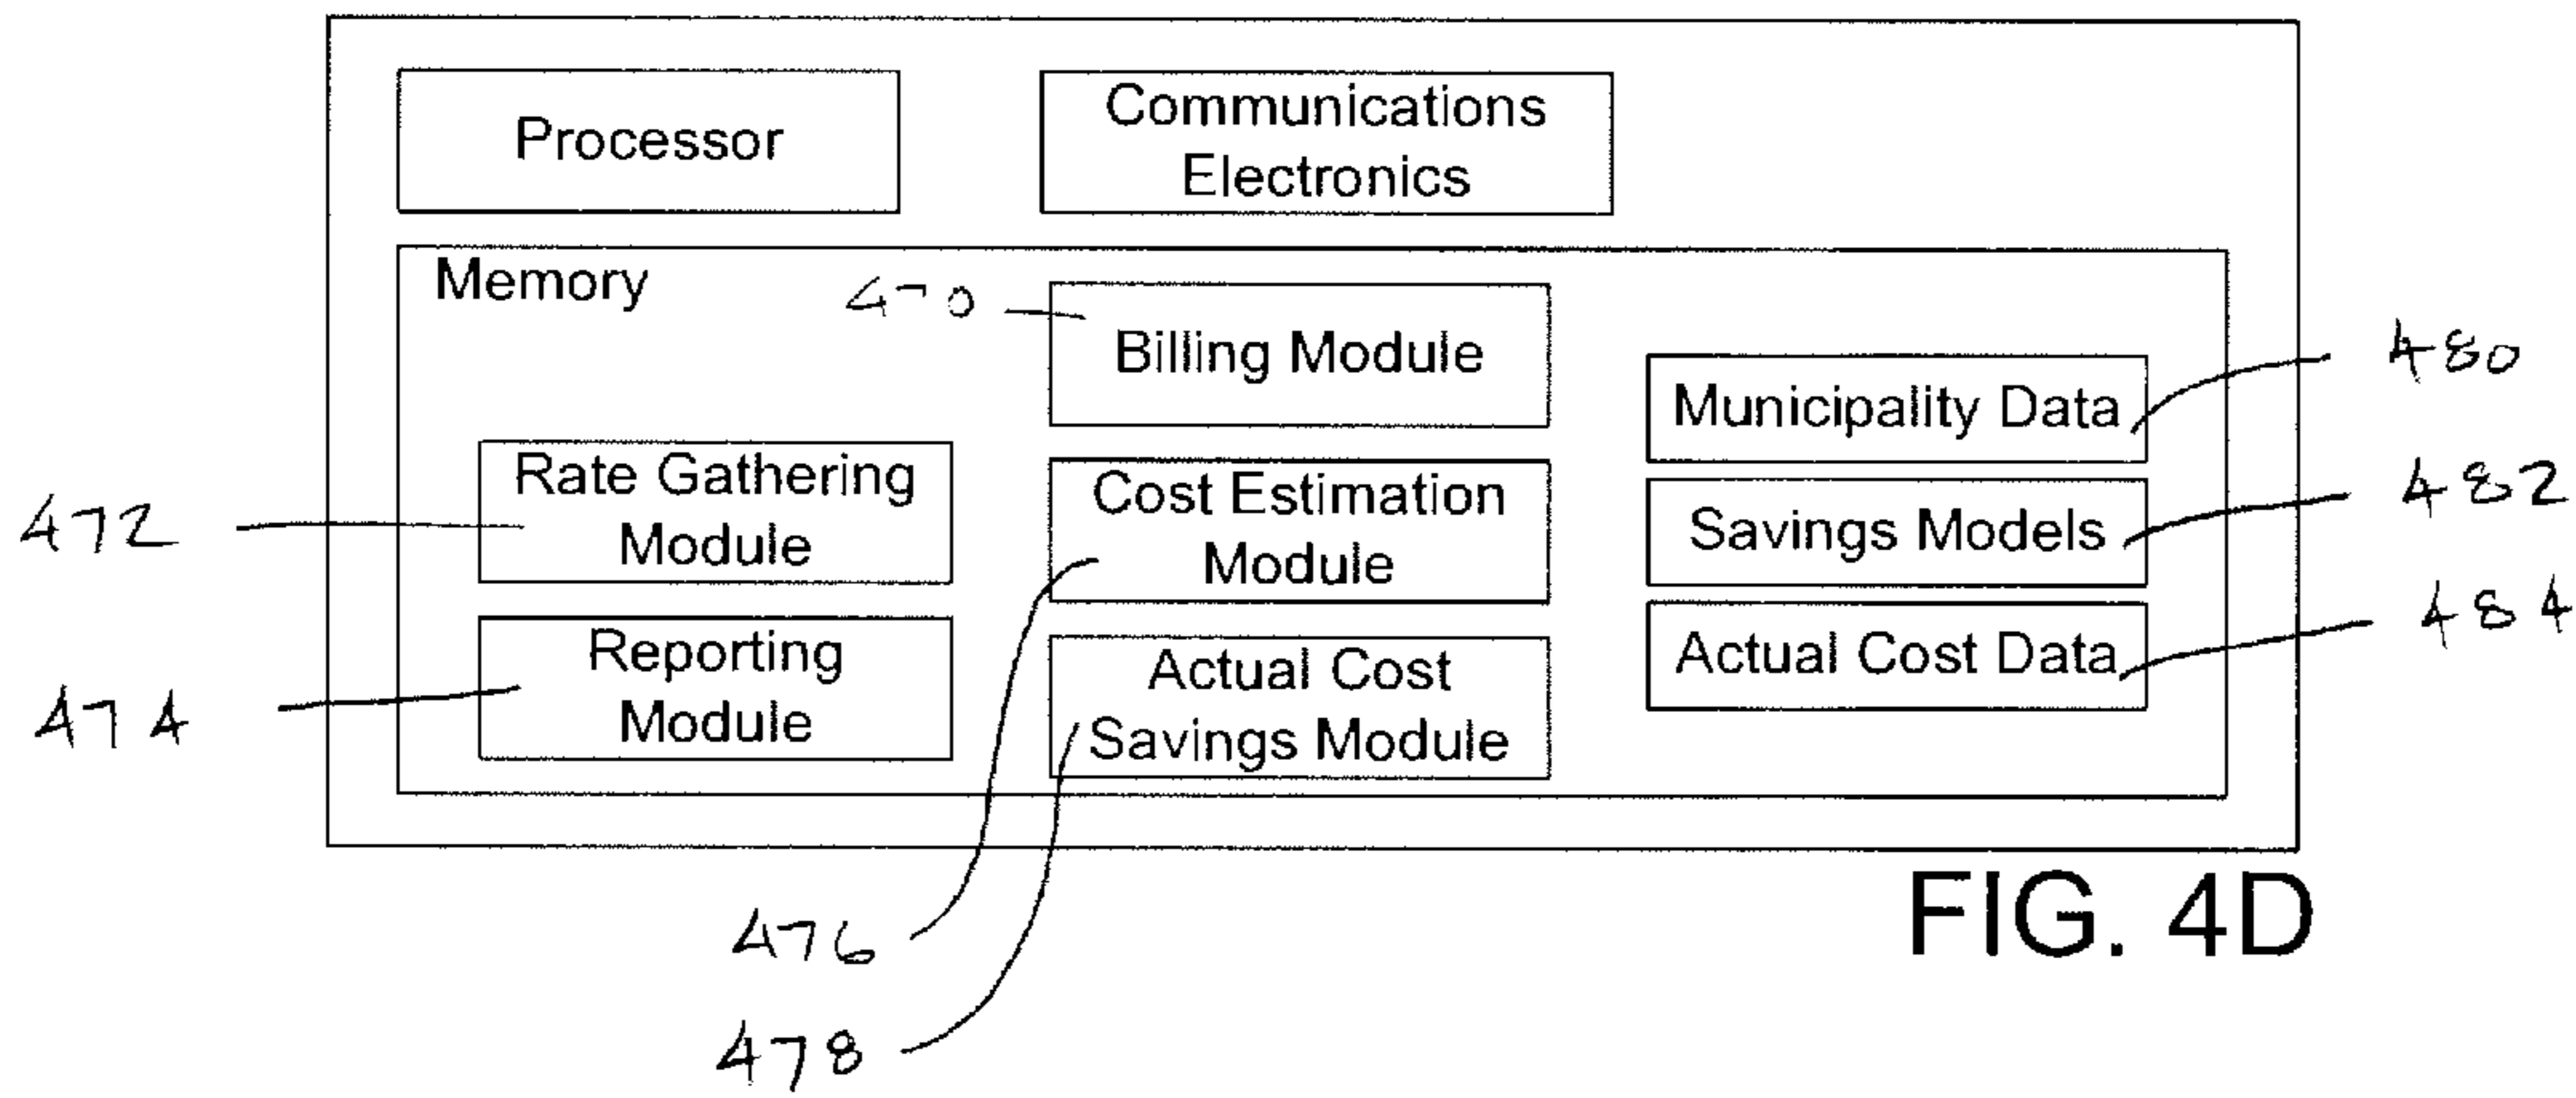 Processor
Communications
Electronics
Memory
470
Billing Module
480
Municipality Data
472
Rate Gathering
Module
Cost Estimation
Module
482
Savings Models
474
Reporting
Module
Actual Cost
Savings Module
484
Actual Cost Data
476
478
FIG. 4D